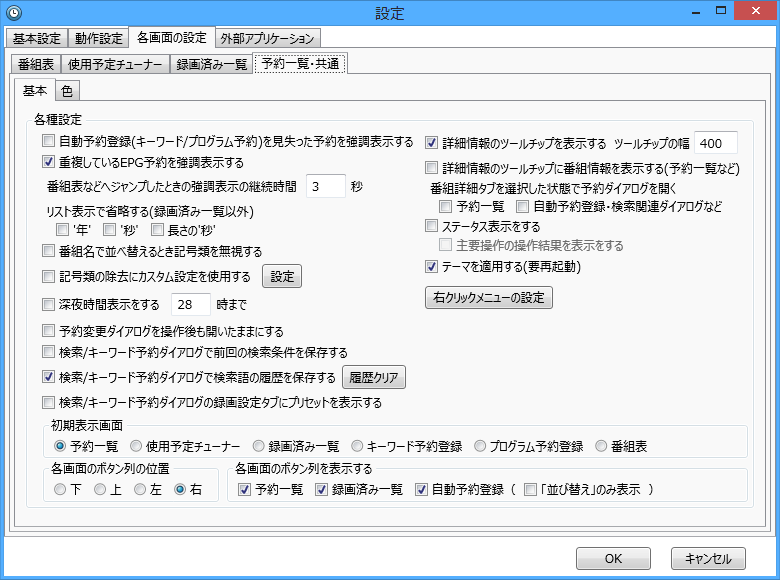 設定
基本設定 動作設定 各画面の設定 外部アプリケーション
番組表 使用予定チューナー 録画済み一覧 予約一覧・共通
基本 色
各種設定
自動予約登録(キーワード/プログラム予約)を見失った予約を強調表示する
重複しているEPG予約を強調表示する
番組表などへジャンプしたときの強調表示の継続時間 3 秒
リスト表示で省略する(録画済み一覧以外)
'年' '秒' 長さの'秒'
番組名で並べ替えるとき記号類を無視する
記号類の除去にカスタム設定を使用する 設定
深夜時間表示をする 28 時まで
予約変更ダイアログを操作後も開いたままにする
検索/キーワード予約ダイアログで前回の検索条件を保存する
検索/キーワード予約ダイアログで検索語の履歴を保存する 履歴クリア
検索/キーワード予約ダイアログの録画設定タブにプリセットを表示する
詳細情報のツールチップを表示する ツールチップの幅 400
詳細情報のツールチップに番組情報を表示する(予約一覧など)
番組詳細タブを選択した状態で予約ダイアログを開く
予約一覧 自動予約登録・検索関連ダイアログなど
ステータス表示をする
主要操作の操作結果を表示をする
テーマを適用する(要再起動)
右クリックメニューの設定
初期表示画面
予約一覧 使用予定チューナー 録画済み一覧 キーワード予約登録 プログラム予約登録 番組表
各画面のボタン列の位置
下 上 左 右
各画面のボタン列を表示する
予約一覧 録画済み一覧 自動予約登録 ( 「並び替え」のみ表示 )
OK キャンセル